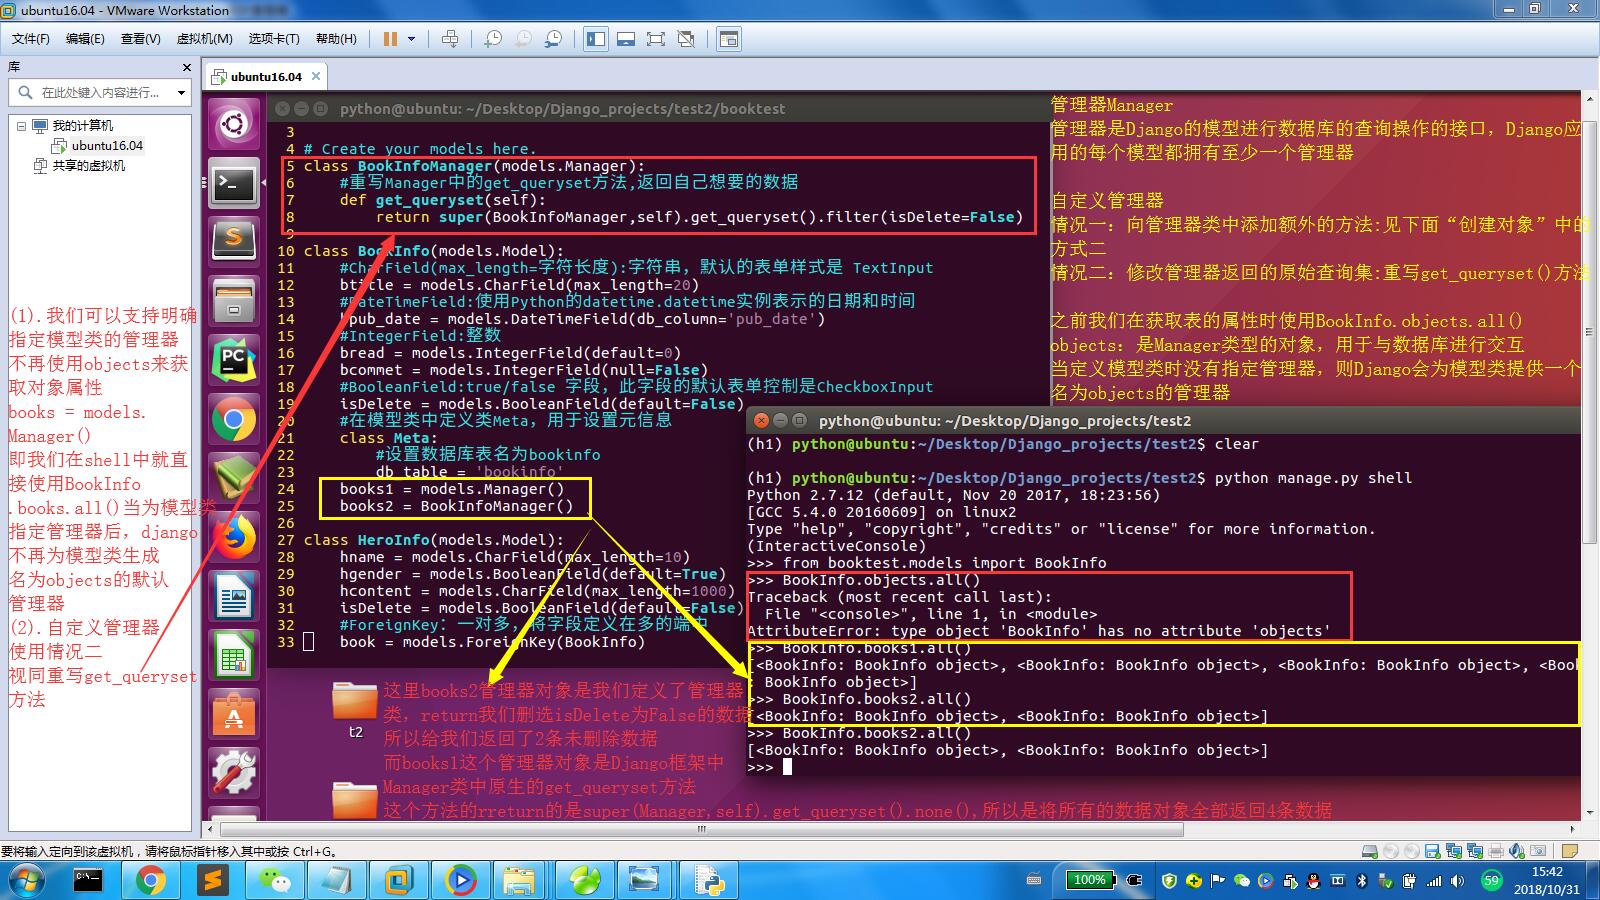 ubuntu16.04 - VMware Workstation
文件(F) 编辑(E) 查看(V) 虚拟机(M) 选项卡(T) 帮助(H)
库
在此处键入内容进行...
我的计算机
ubuntu16.04
共享的虚拟机
ubuntu16.04
(1).我们可以支持明确
指定模型类的管理器
不再使用objects来获
取对象属性
books = models.
Manager()
即我们在shell中就直
接使用BookInfo
.books.all()当为模型类
指定管理器后，django
不再为模型类生成
名为objects的默认
管理器
(2).自定义管理器
使用情况二
视同重写get_queryset
方法
python@ubuntu: ~/Desktop/Django_projects/test2/booktest
3
4 # Create your models here.
5 class BookInfoManager(models.Manager):
6 #重写Manager中的get_queryset方法,返回自己想要的数据
7 def get_queryset(self):
8 return super(BookInfoManager,self).get_queryset().filter(isDelete=False)
9
10 class BookInfo(models.Model):
11 #CharField(max_length=字符长度):字符串，默认的表单样式是 TextInput
12 btitle = models.CharField(max_length=20)
13 #DateTimeField:使用Python的datetime.datetime实例表示的日期和时间
14 bpub_date = models.DateTimeField(db_column='pub_date')
15 #IntegerField:整数
16 bread = models.IntegerField(default=0)
17 bcommet = models.IntegerField(null=False)
18 #BooleanField:true/false 字段，此字段的默认表单控制是CheckboxInput
19 isDelete = models.BooleanField(default=False)
20 #在模型类中定义类Meta，用于设置元信息
21 class Meta:
22 #设置数据库表名为bookinfo
23 db_table = 'bookinfo'
24 books1 = models.Manager()
25 books2 = BookInfoManager()
26
27 class HeroInfo(models.Model):
28 hname = models.CharField(max_length=10)
29 hgender = models.BooleanField(default=True)
30 hcontent = models.CharField(max_length=1000)
31 isDelete = models.BooleanField(default=False)
32 #ForeignKey: 一对多，将字段定义在多的端中
33 book = models.ForeignKey(BookInfo)
管理器Manager
管理器是Django的模型进行数据库的查询操作的接口，Django应
用的每个模型都拥有至少一个管理器
自定义管理器
情况一：向管理器类中添加额外的方法:见下面“创建对象”中的
方式二
情况二：修改管理器返回的原始查询集:重写get_queryset()方法
之前我们在获取表的属性时使用BookInfo.objects.all()
objects：是Manager类型的对象，用于与数据库进行交互
当定义模型类时没有指定管理器，则Django会为模型类提供一个
名为objects的管理器
python@ubuntu: ~/Desktop/Django_projects/test2
(h1) python@ubuntu:~/Desktop/Django_projects/test2$ clear
(h1) python@ubuntu:~/Desktop/Django_projects/test2$ python manage.py shell
Python 2.7.12 (default, Nov 20 2017, 18:23:56)
[GCC 5.4.0 20160609] on linux2
Type "help", "copyright", "credits" or "license" for more information.
(InteractiveConsole)
>>> from booktest.models import BookInfo
>>> BookInfo.objects.all()
Traceback (most recent call last):
File "<console>", line 1, in <module>
AttributeError: type object 'BookInfo' has no attribute 'objects'
>>> BookInfo.books1.all()
[<BookInfo: BookInfo object>, <BookInfo: BookInfo object>, <BookInfo: BookInfo object>, <Book
: BookInfo object>]
>>> BookInfo.books2.all()
[<BookInfo: BookInfo object>, <BookInfo: BookInfo object>]
>>> BookInfo.books2.all()
[<BookInfo: BookInfo object>, <BookInfo: BookInfo object>]
>>>
t2
这里books2管理器对象是我们定义了管理器
类，return我们删选isDelete为False的数据
所以给我们返回了2条未删除数据
而books1这个管理器对象是Django框架中
Manager类中原生的get_queryset方法
这个方法的rreturn的是super(Manager,self).get_queryset().none(),所以是将所有的数据对象全部返回4条数据
要将输入定向到该虚拟机，请将鼠标指针移入其中或按 Ctrl+G。
100%
59
15:42
2018/10/31